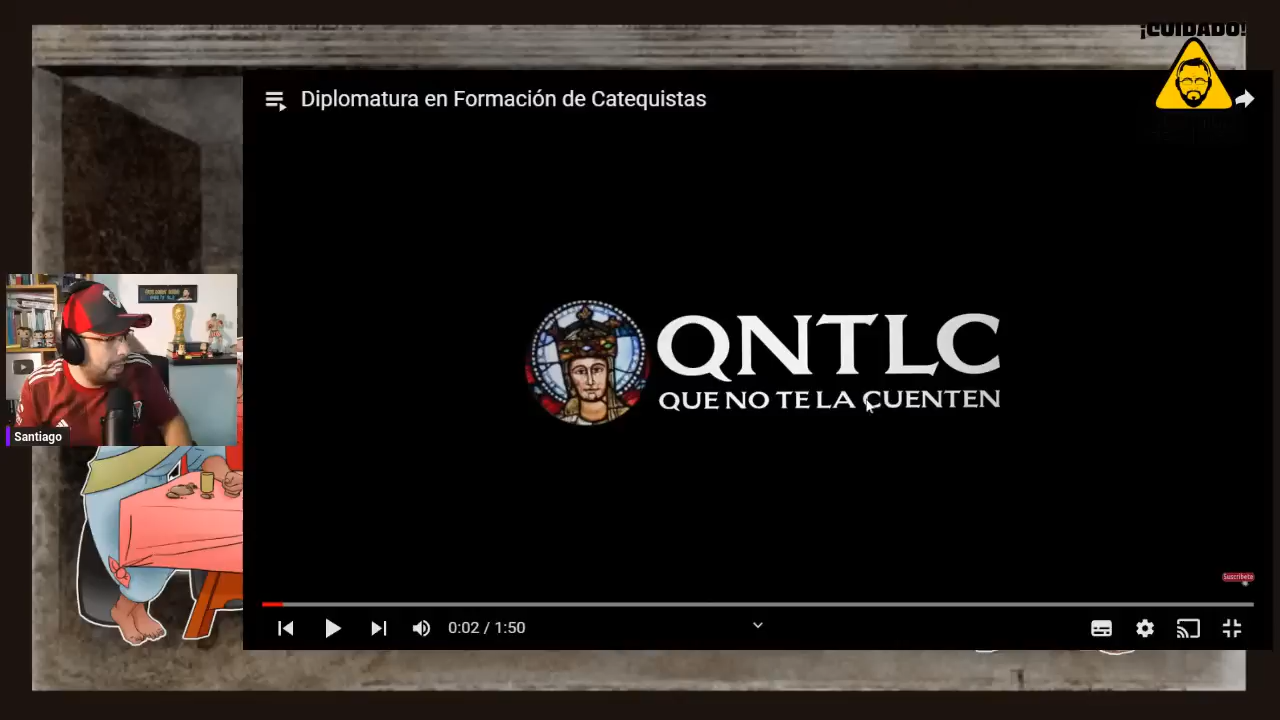 ¡CUIDADO!
Diplomatura en Formación de Catequistas
QNTLC
QUE NO TE LA CUENTEN
Santiago
Suscríbete
0:02 / 1:50